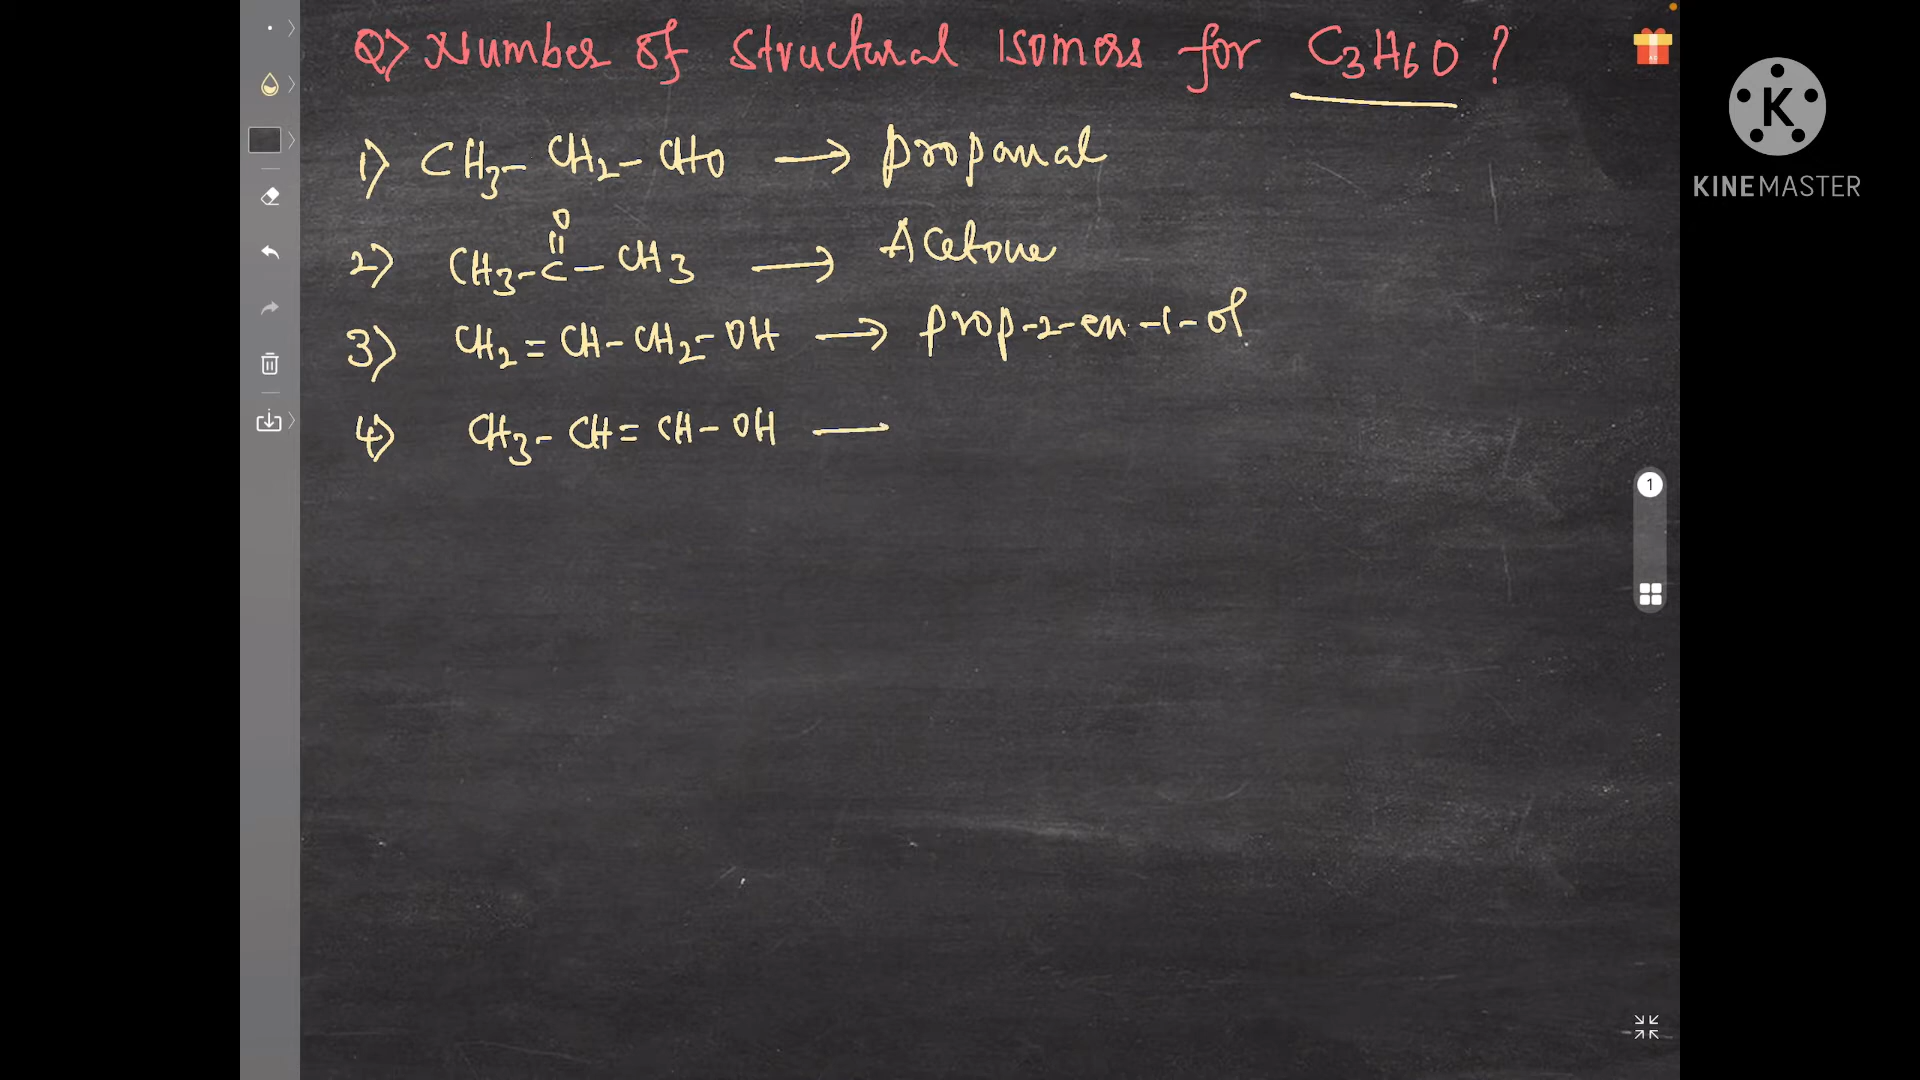 Q) Number of Structural Isomers for C3H6O ?
1) CH3- CH2- CHO → propanal
O
2) CH3-C-CH3 → Acetone
3) CH2=CH-CH2-OH → prop-2-en-1-ol
4) CH3-CH=CH-OH —
K
KINEMASTER
1